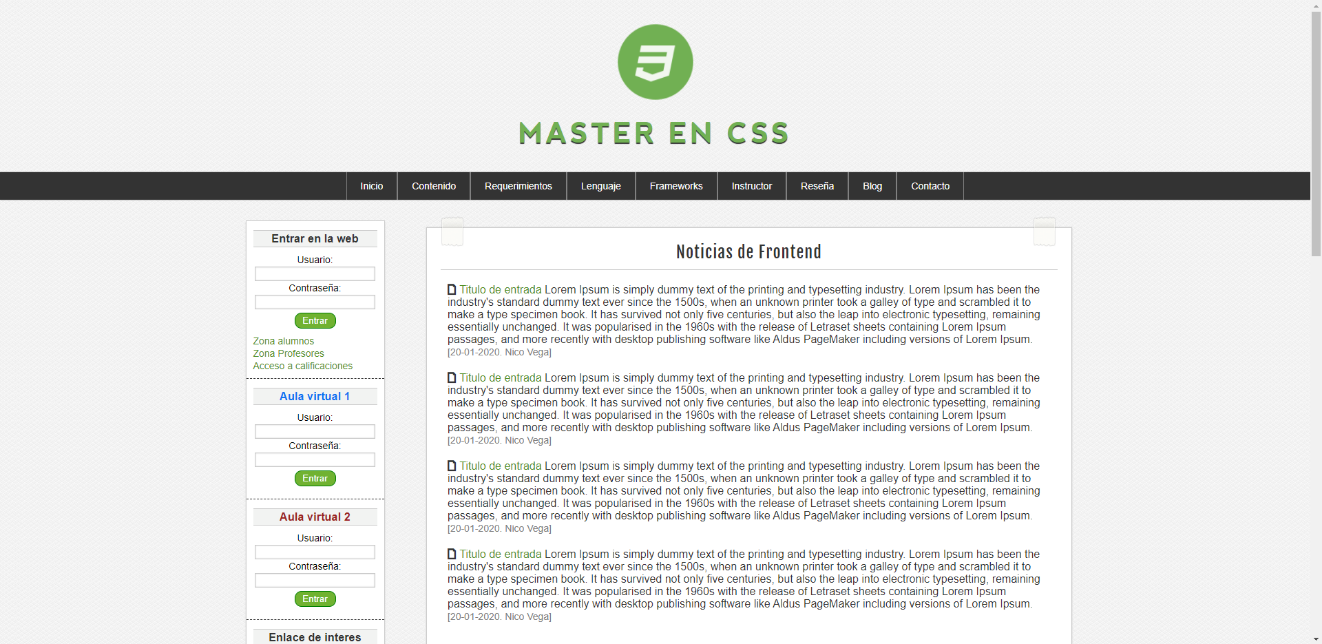 MASTER EN CSS
Inicio Contenido Requerimientos Lenguaje Frameworks Instructor Reseña Blog Contacto
Entrar en la web
Usuario:
Contraseña:
Entrar
Zona alumnos
Zona Profesores
Acceso a calificaciones
Aula virtual 1
Usuario:
Contraseña:
Entrar
Aula virtual 2
Usuario:
Contraseña:
Entrar
Enlace de interes
Noticias de Frontend
Titulo de entrada Lorem Ipsum is simply dummy text of the printing and typesetting industry. Lorem Ipsum has been the
industry's standard dummy text ever since the 1500s, when an unknown printer took a galley of type and scrambled it to
make a type specimen book. It has survived not only five centuries, but also the leap into electronic typesetting, remaining
essentially unchanged. It was popularised in the 1960s with the release of Letraset sheets containing Lorem Ipsum
passages, and more recently with desktop publishing software like Aldus PageMaker including versions of Lorem Ipsum.
[20-01-2020. Nico Vega]
Titulo de entrada Lorem Ipsum is simply dummy text of the printing and typesetting industry. Lorem Ipsum has been the
industry's standard dummy text ever since the 1500s, when an unknown printer took a galley of type and scrambled it to
make a type specimen book. It has survived not only five centuries, but also the leap into electronic typesetting, remaining
essentially unchanged. It was popularised in the 1960s with the release of Letraset sheets containing Lorem Ipsum
passages, and more recently with desktop publishing software like Aldus PageMaker including versions of Lorem Ipsum.
[20-01-2020. Nico Vega]
Titulo de entrada Lorem Ipsum is simply dummy text of the printing and typesetting industry. Lorem Ipsum has been the
industry's standard dummy text ever since the 1500s, when an unknown printer took a galley of type and scrambled it to
make a type specimen book. It has survived not only five centuries, but also the leap into electronic typesetting, remaining
essentially unchanged. It was popularised in the 1960s with the release of Letraset sheets containing Lorem Ipsum
passages, and more recently with desktop publishing software like Aldus PageMaker including versions of Lorem Ipsum.
[20-01-2020. Nico Vega]
Titulo de entrada Lorem Ipsum is simply dummy text of the printing and typesetting industry. Lorem Ipsum has been the
industry's standard dummy text ever since the 1500s, when an unknown printer took a galley of type and scrambled it to
make a type specimen book. It has survived not only five centuries, but also the leap into electronic typesetting, remaining
essentially unchanged. It was popularised in the 1960s with the release of Letraset sheets containing Lorem Ipsum
passages, and more recently with desktop publishing software like Aldus PageMaker including versions of Lorem Ipsum.
[20-01-2020. Nico Vega]